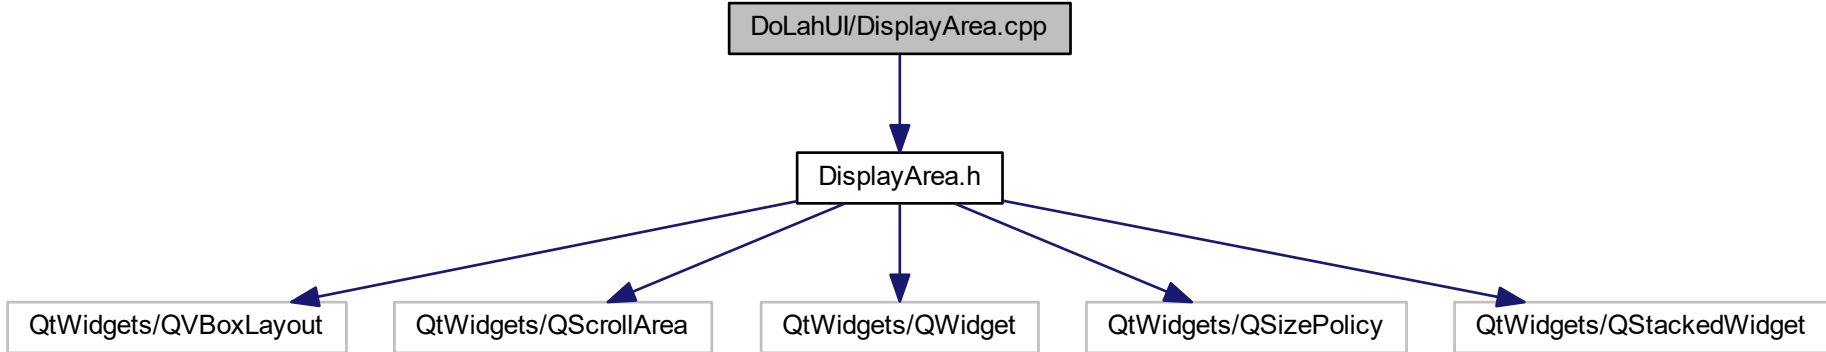 DoLahUI/DisplayArea.cpp
DisplayArea.h
QtWidgets/QVBoxLayout
QtWidgets/QScrollArea
QtWidgets/QWidget
QtWidgets/QSizePolicy
QtWidgets/QStackedWidget